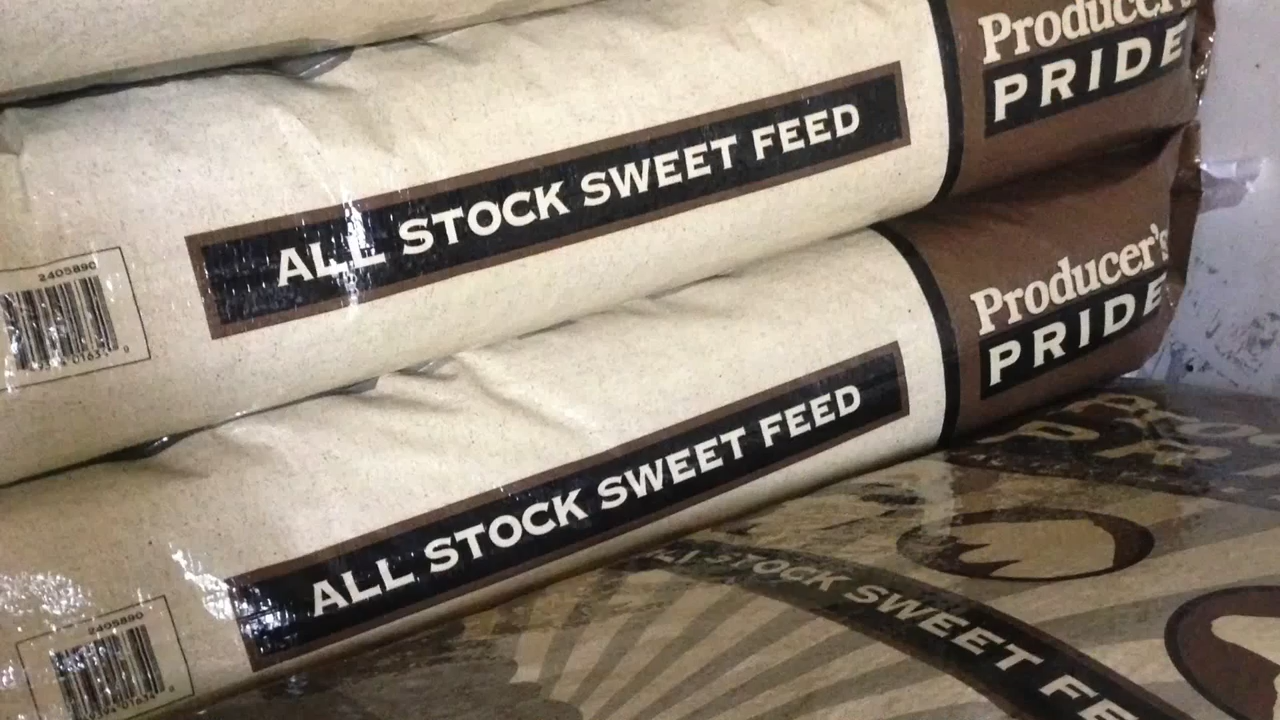 Producer's
PRIDE
ALL STOCK SWEET FEED
2405890
Producer's
PRIDE
ALL STOCK SWEET FEED
2405890
STOCK SWEET